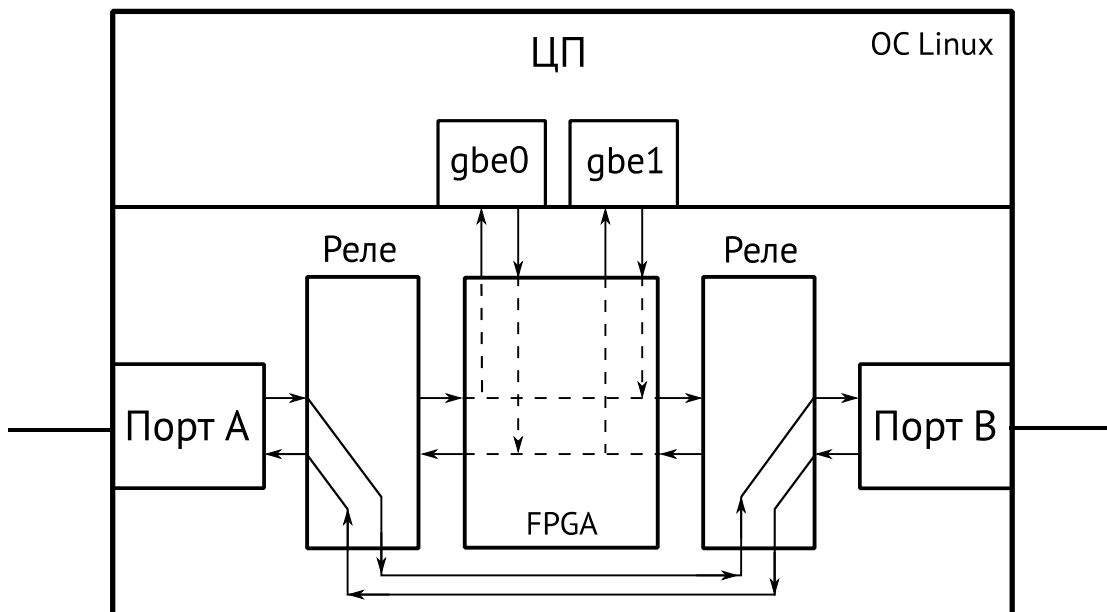 ЦП
ОС Linux
gbe0
gbe1
Реле
Реле
Порт A
Порт B
FPGA